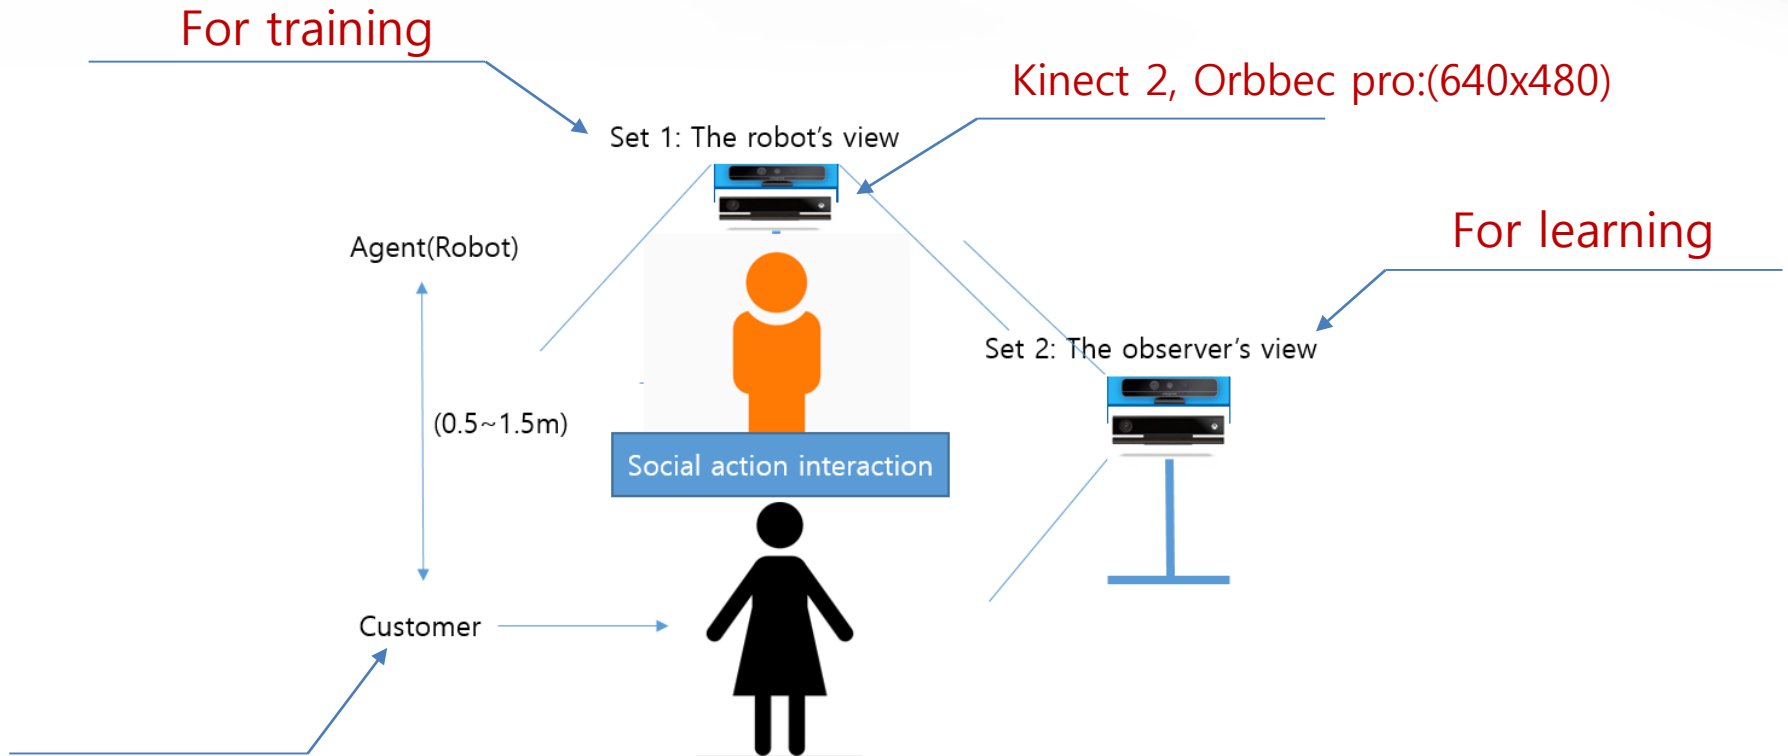 For training
Kinect 2, Orbbec pro:(640x480)
Set 1: The robot's view
For learning
Agent(Robot)
Set 2: The observer's view
(0.5~1.5m)
Social action interaction
Customer